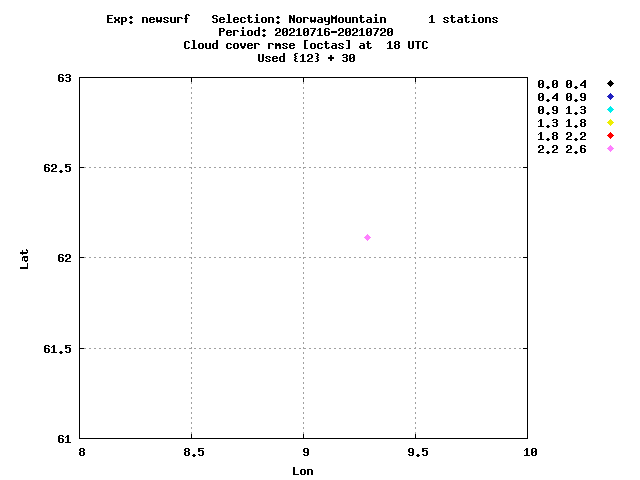 Exp: newsurf   Selection: NorwayMountain      1 stations
Period: 20210716-20210720
Cloud cover rmse [octas] at  18 UTC
Used {12} + 30
63
62.5
62
61.5
61
Lat
8
8.5
9
9.5
10
Lon
0.0 0.4
0.4 0.9
0.9 1.3
1.3 1.8
1.8 2.2
2.2 2.6